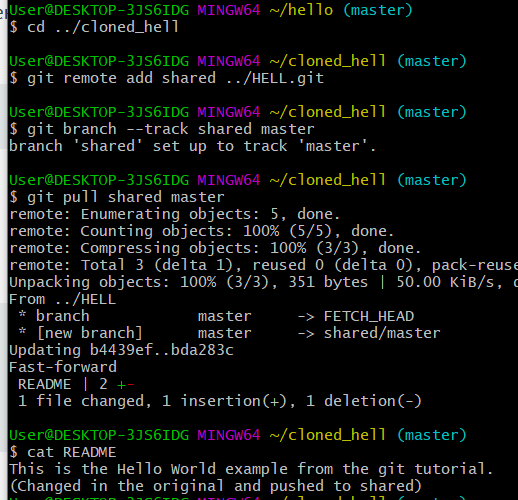 User@DESKTOP-3JS6IDG MINGW64 ~/hello (master)
$ cd ../cloned_hell
User@DESKTOP-3JS6IDG MINGW64 ~/cloned_hell (master)
$ git remote add shared ../HELL.git
User@DESKTOP-3JS6IDG MINGW64 ~/cloned_hell (master)
$ git branch --track shared master
branch 'shared' set up to track 'master'.
User@DESKTOP-3JS6IDG MINGW64 ~/cloned_hell (master)
$ git pull shared master
remote: Enumerating objects: 5, done.
remote: Counting objects: 100% (5/5), done.
remote: Compressing objects: 100% (3/3), done.
remote: Total 3 (delta 1), reused 0 (delta 0), pack-reuse
Unpacking objects: 100% (3/3), 351 bytes | 50.00 KiB/s, d
From ../HELL
 * branch            master     -> FETCH_HEAD
 * [new branch]      master     -> shared/master
Updating b4439ef..bda283c
Fast-forward
 README | 2 +-
 1 file changed, 1 insertion(+), 1 deletion(-)
User@DESKTOP-3JS6IDG MINGW64 ~/cloned_hell (master)
$ cat README
This is the Hello World example from the git tutorial.
(Changed in the original and pushed to shared)